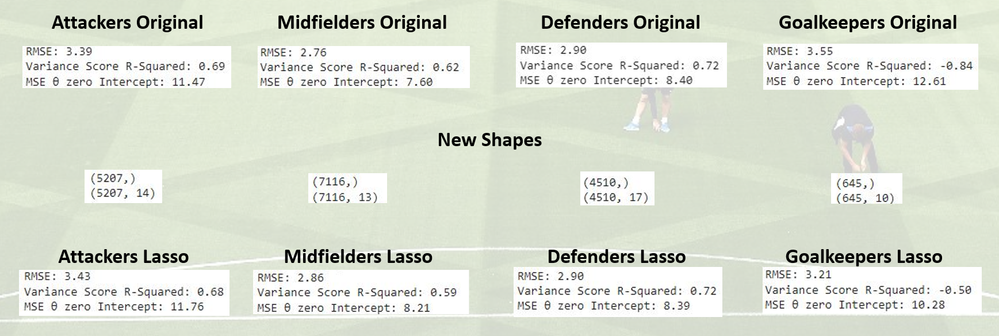 Attackers Original
RMSE: 3.39
Variance Score R-Squared: 0.69
MSE θ zero Intercept: 11.47
Midfielders Original
RMSE: 2.76
Variance Score R-Squared: 0.62
MSE θ zero Intercept: 7.60
Defenders Original
RMSE: 2.90
Variance Score R-Squared: 0.72
MSE θ zero Intercept: 8.40
Goalkeepers Original
RMSE: 3.55
Variance Score R-Squared: -0.84
MSE θ zero Intercept: 12.61
New Shapes
(5207,)
(5207, 14)
(7116,)
(7116, 13)
(4510,)
(4510, 17)
(645,)
(645, 10)
Attackers Lasso
RMSE: 3.43
Variance Score R-Squared: 0.68
MSE θ zero Intercept: 11.76
Midfielders Lasso
RMSE: 2.86
Variance Score R-Squared: 0.59
MSE θ zero Intercept: 8.21
Defenders Lasso
RMSE: 2.90
Variance Score R-Squared: 0.72
MSE θ zero Intercept: 8.39
Goalkeepers Lasso
RMSE: 3.21
Variance Score R-Squared: -0.50
MSE θ zero Intercept: 10.28